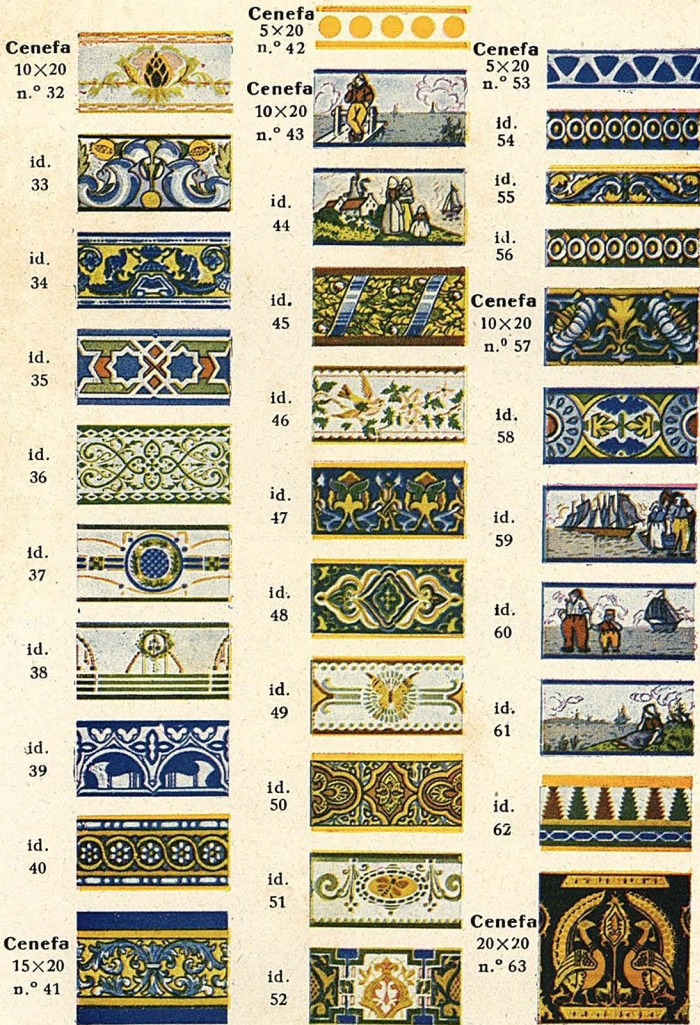 Cenefa
10×20
n.º 32
id.
33
id.
34
id.
35
id.
36
id.
37
id.
38
id.
39
id.
40
Cenefa
15×20
n.º 41
Cenefa
5×20
n.º 42
Cenefa
10×20
n.º 43
id.
44
id.
45
id.
46
id.
47
id.
48
id.
49
id.
50
id.
51
id.
52
Cenefa
5×20
n.º 53
id.
54
id.
55
id.
56
Cenefa
10×20
n.º 57
id.
58
id.
59
id.
60
id.
61
id.
62
Cenefa
20×20
n.º 63